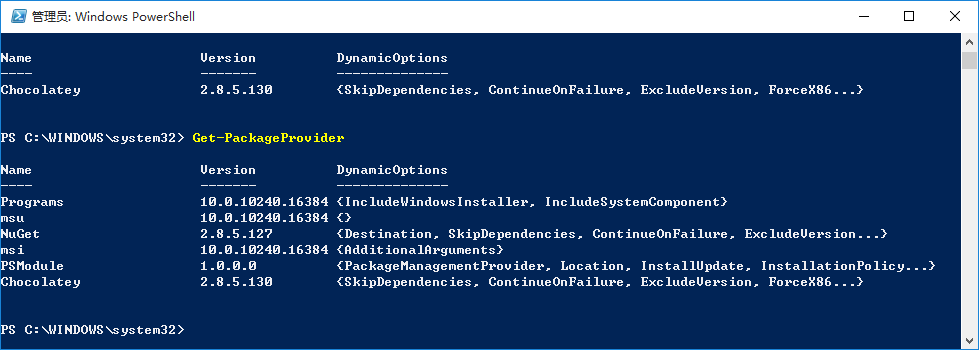 管理员: Windows PowerShell
Name Version DynamicOptions
---- ------- --------------
Chocolatey 2.8.5.130 {SkipDependencies, ContinueOnFailure, ExcludeVersion, ForceX86...}
PS C:\WINDOWS\system32> Get-PackageProvider
Name Version DynamicOptions
---- ------- --------------
Programs 10.0.10240.16384 {IncludeWindowsInstaller, IncludeSystemComponent}
msu 10.0.10240.16384 {}
NuGet 2.8.5.127 {Destination, SkipDependencies, ContinueOnFailure, ExcludeVersion...}
msi 10.0.10240.16384 {AdditionalArguments}
PSModule 1.0.0.0 {PackageManagementProvider, Location, InstallUpdate, InstallationPolicy...}
Chocolatey 2.8.5.130 {SkipDependencies, ContinueOnFailure, ExcludeVersion, ForceX86...}
PS C:\WINDOWS\system32>